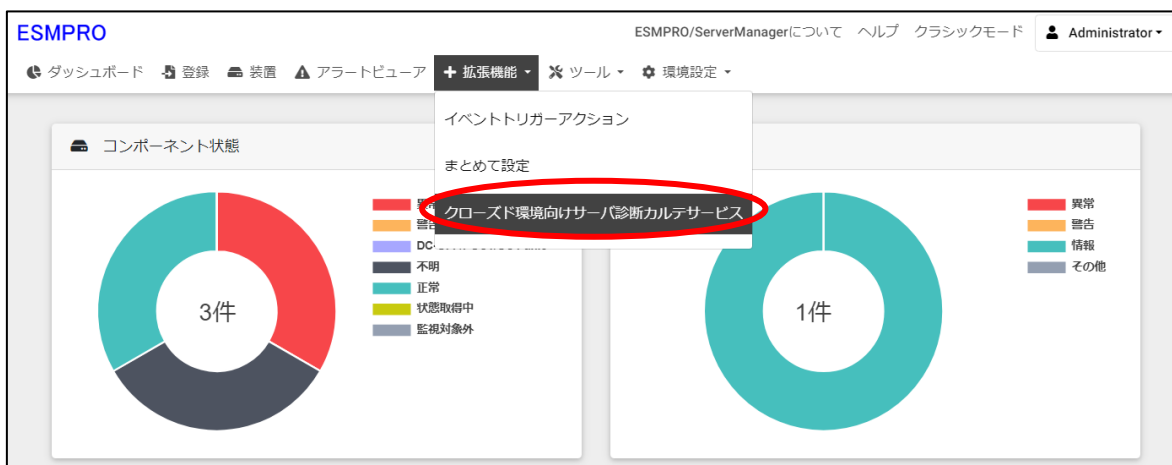 ESMPRO
ESMPRO/ServerManagerについて ヘルプ クラシックモード Administrator
ダッシュボード 登録 装置 アラートビューア 拡張機能 ツール 環境設定
イベントトリガーアクション
まとめて設定
クローズド環境向けサーバ診断カルテサービス
コンポーネント状態
3件
不明
正常
状態取得中
監視対象外
1件
異常
警告
情報
その他